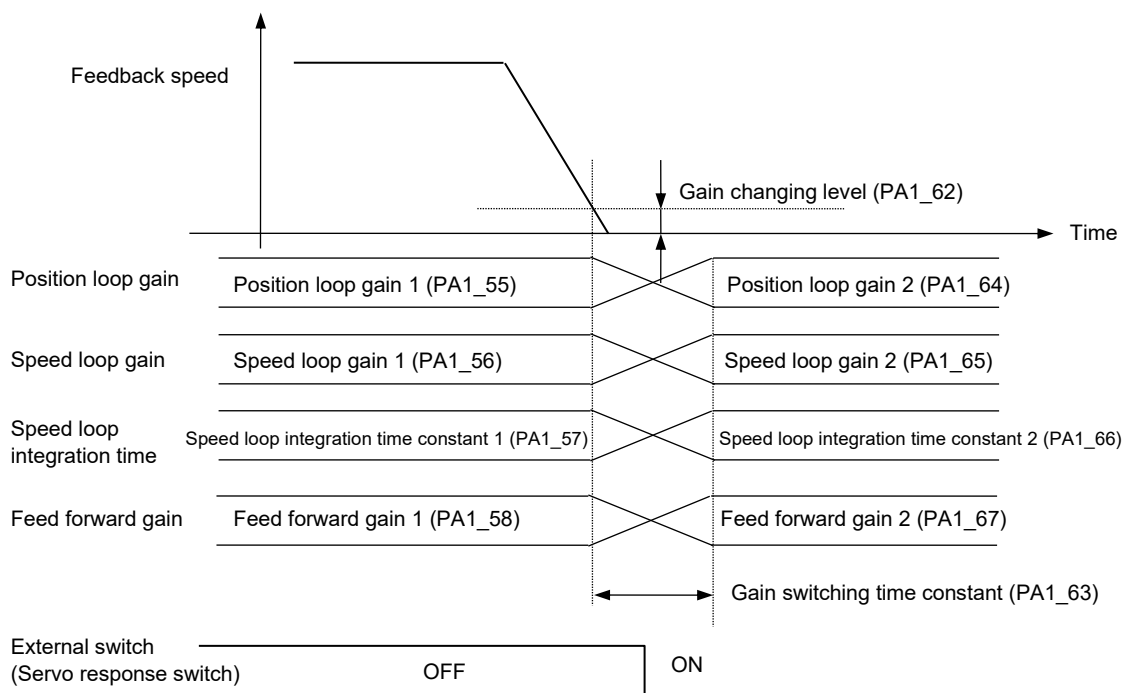 Feedback speed
Gain changing level (PA1_62)
Time
Position loop gain
Position loop gain 1 (PA1_55)
Position loop gain 2 (PA1_64)
Speed loop gain
Speed loop gain 1 (PA1_56)
Speed loop gain 2 (PA1_65)
Speed loop
integration time
Speed loop integration time constant 1 (PA1_57)
Speed loop integration time constant 2 (PA1_66)
Feed forward gain
Feed forward gain 1 (PA1_58)
Feed forward gain 2 (PA1_67)
Gain switching time constant (PA1_63)
External switch
(Servo response switch)
OFF
ON